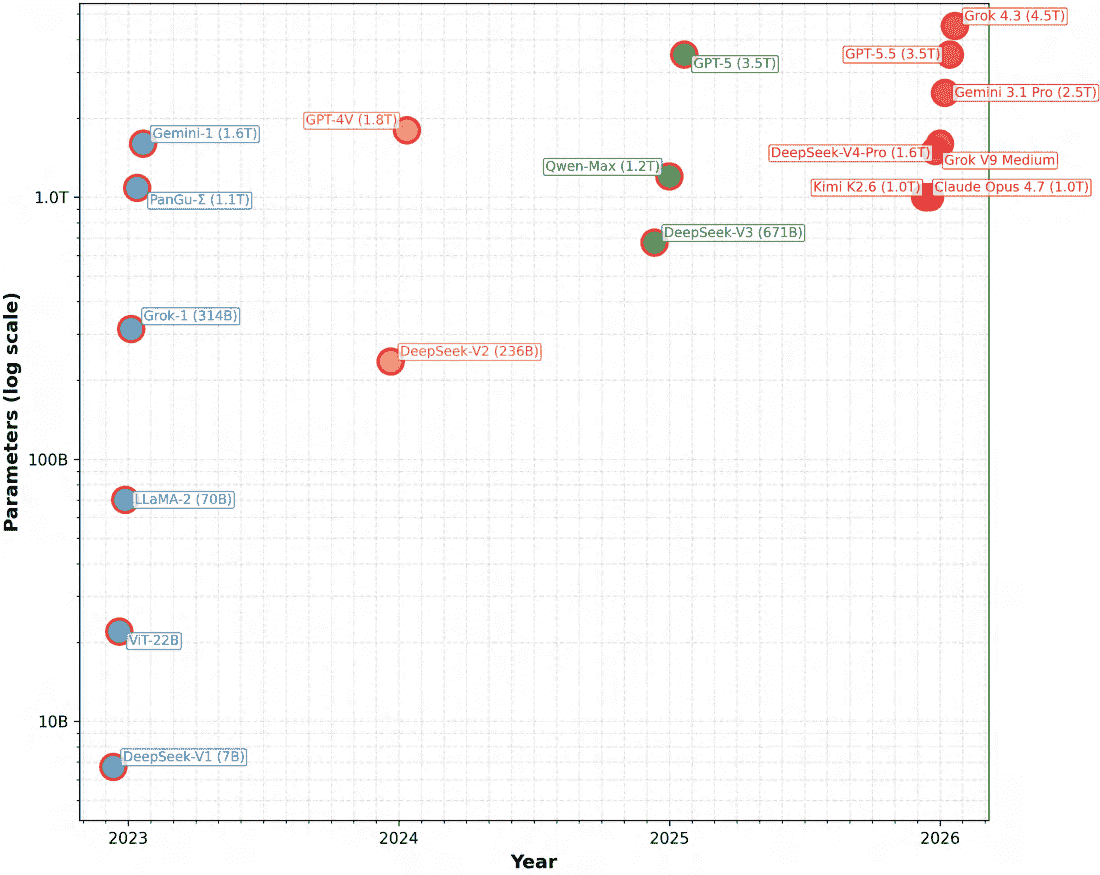 Grok 4.3 (4.5T)
GPT-5.5 (3.5T)
GPT-5 (3.5T)
Gemini 3.1 Pro (2.5T)
GPT-4V (1.8T)
Gemini-1 (1.6T)
DeepSeek-V4-Pro (1.6T)
Grok V9 Medium
Qwen-Max (1.2T)
Kimi K2.6 (1.0T)
Claude Opus 4.7 (1.0T)
PanGu-Σ (1.1T)
1.0T
DeepSeek-V3 (671B)
Grok-1 (314B)
DeepSeek-V2 (236B)
Parameters (log scale)
100B
LLaMA-2 (70B)
ViT-22B
10B
DeepSeek-V1 (7B)
2023
2024
2025
2026
Year